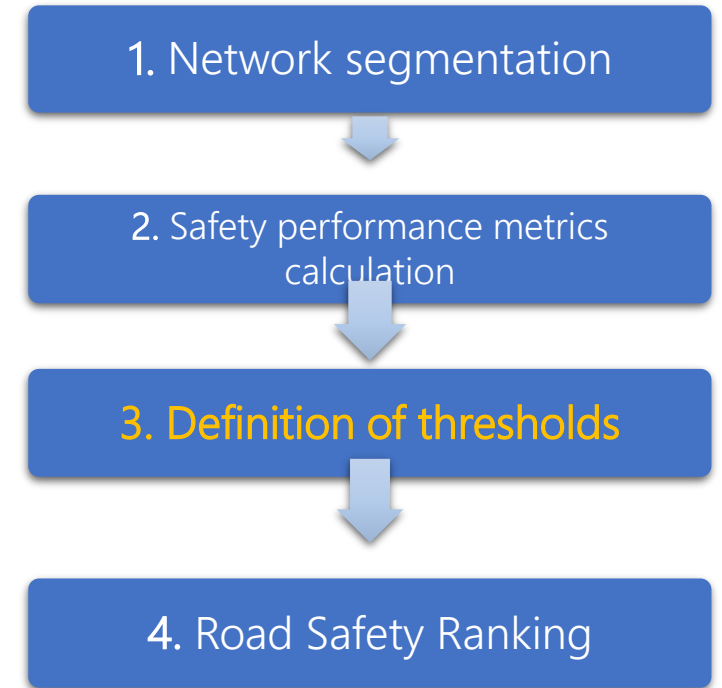 1. Network segmentation
2. Safety performance metrics
calculation
3. Definition of thresholds
4. Road Safety Ranking